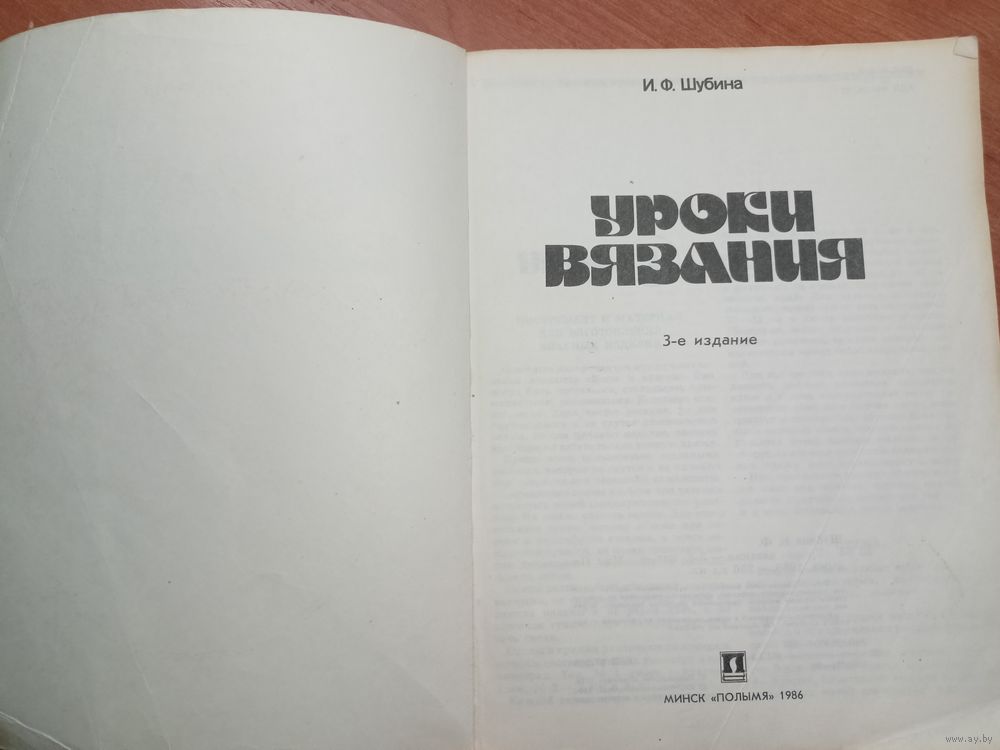 И. Ф. Шубина
УРОКИ
ВЯЗАНИЯ
3-е издание
МИНСК «ПОЛЫМЯ» 1986
www.ay.by